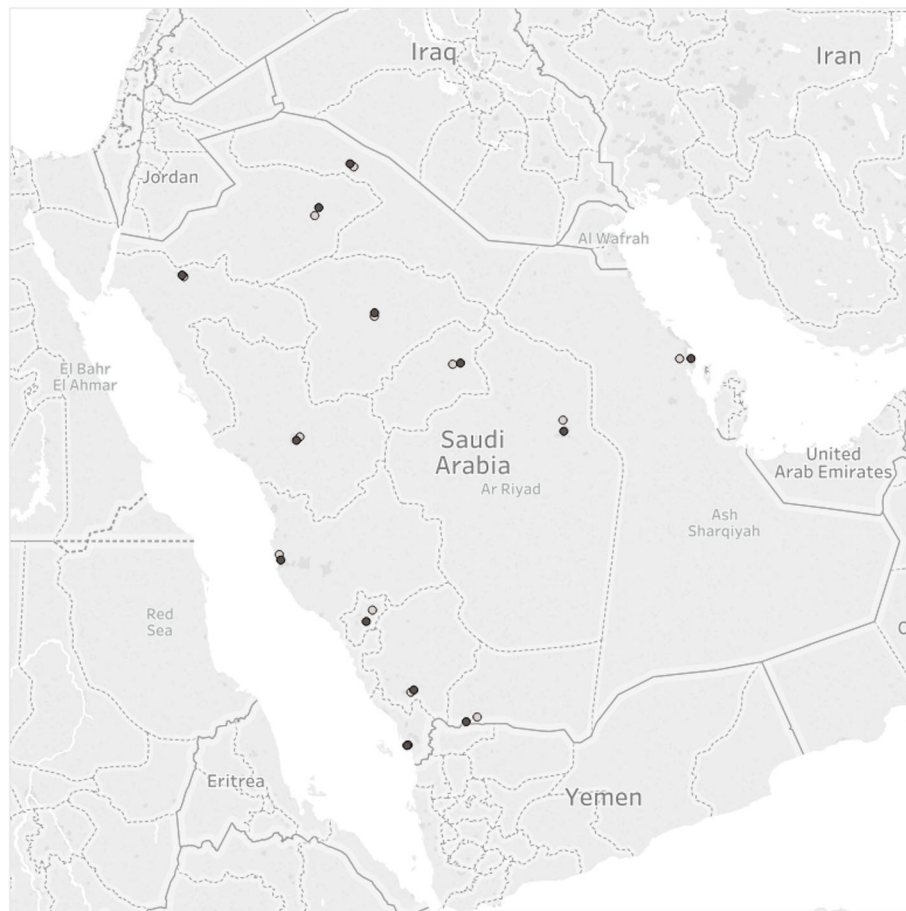 Iraq
Iran
Jordan
Al Wafrah
El Bahr
El Ahmar
Saudi
Arabia
Ar Riyad
United
Arab Emirates
Ash
Sharqiyah
Red
Sea
Eritrea
Yemen